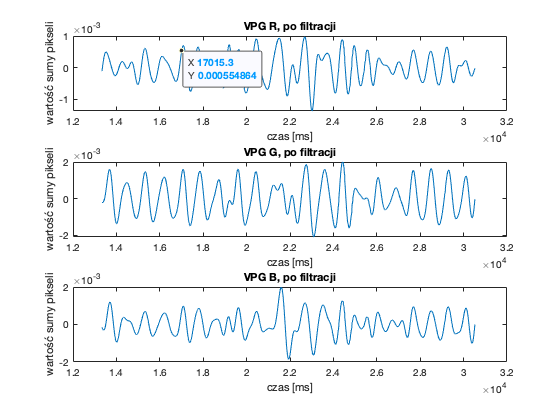 VPG R, po filtracji
×10⁻³
1
0
-1
wartość sumy pikseli
X 17015.3
Y 0.000554864
1.2 1.4 1.6 1.8 2 2.2 2.4 2.6 2.8 3 3.2
czas [ms]
×10⁴
VPG G, po filtracji
×10⁻³
2
0
-2
wartość sumy pikseli
1.2 1.4 1.6 1.8 2 2.2 2.4 2.6 2.8 3 3.2
czas [ms]
×10⁴
VPG B, po filtracji
×10⁻³
2
0
-2
wartość sumy pikseli
1.2 1.4 1.6 1.8 2 2.2 2.4 2.6 2.8 3 3.2
czas [ms]
×10⁴